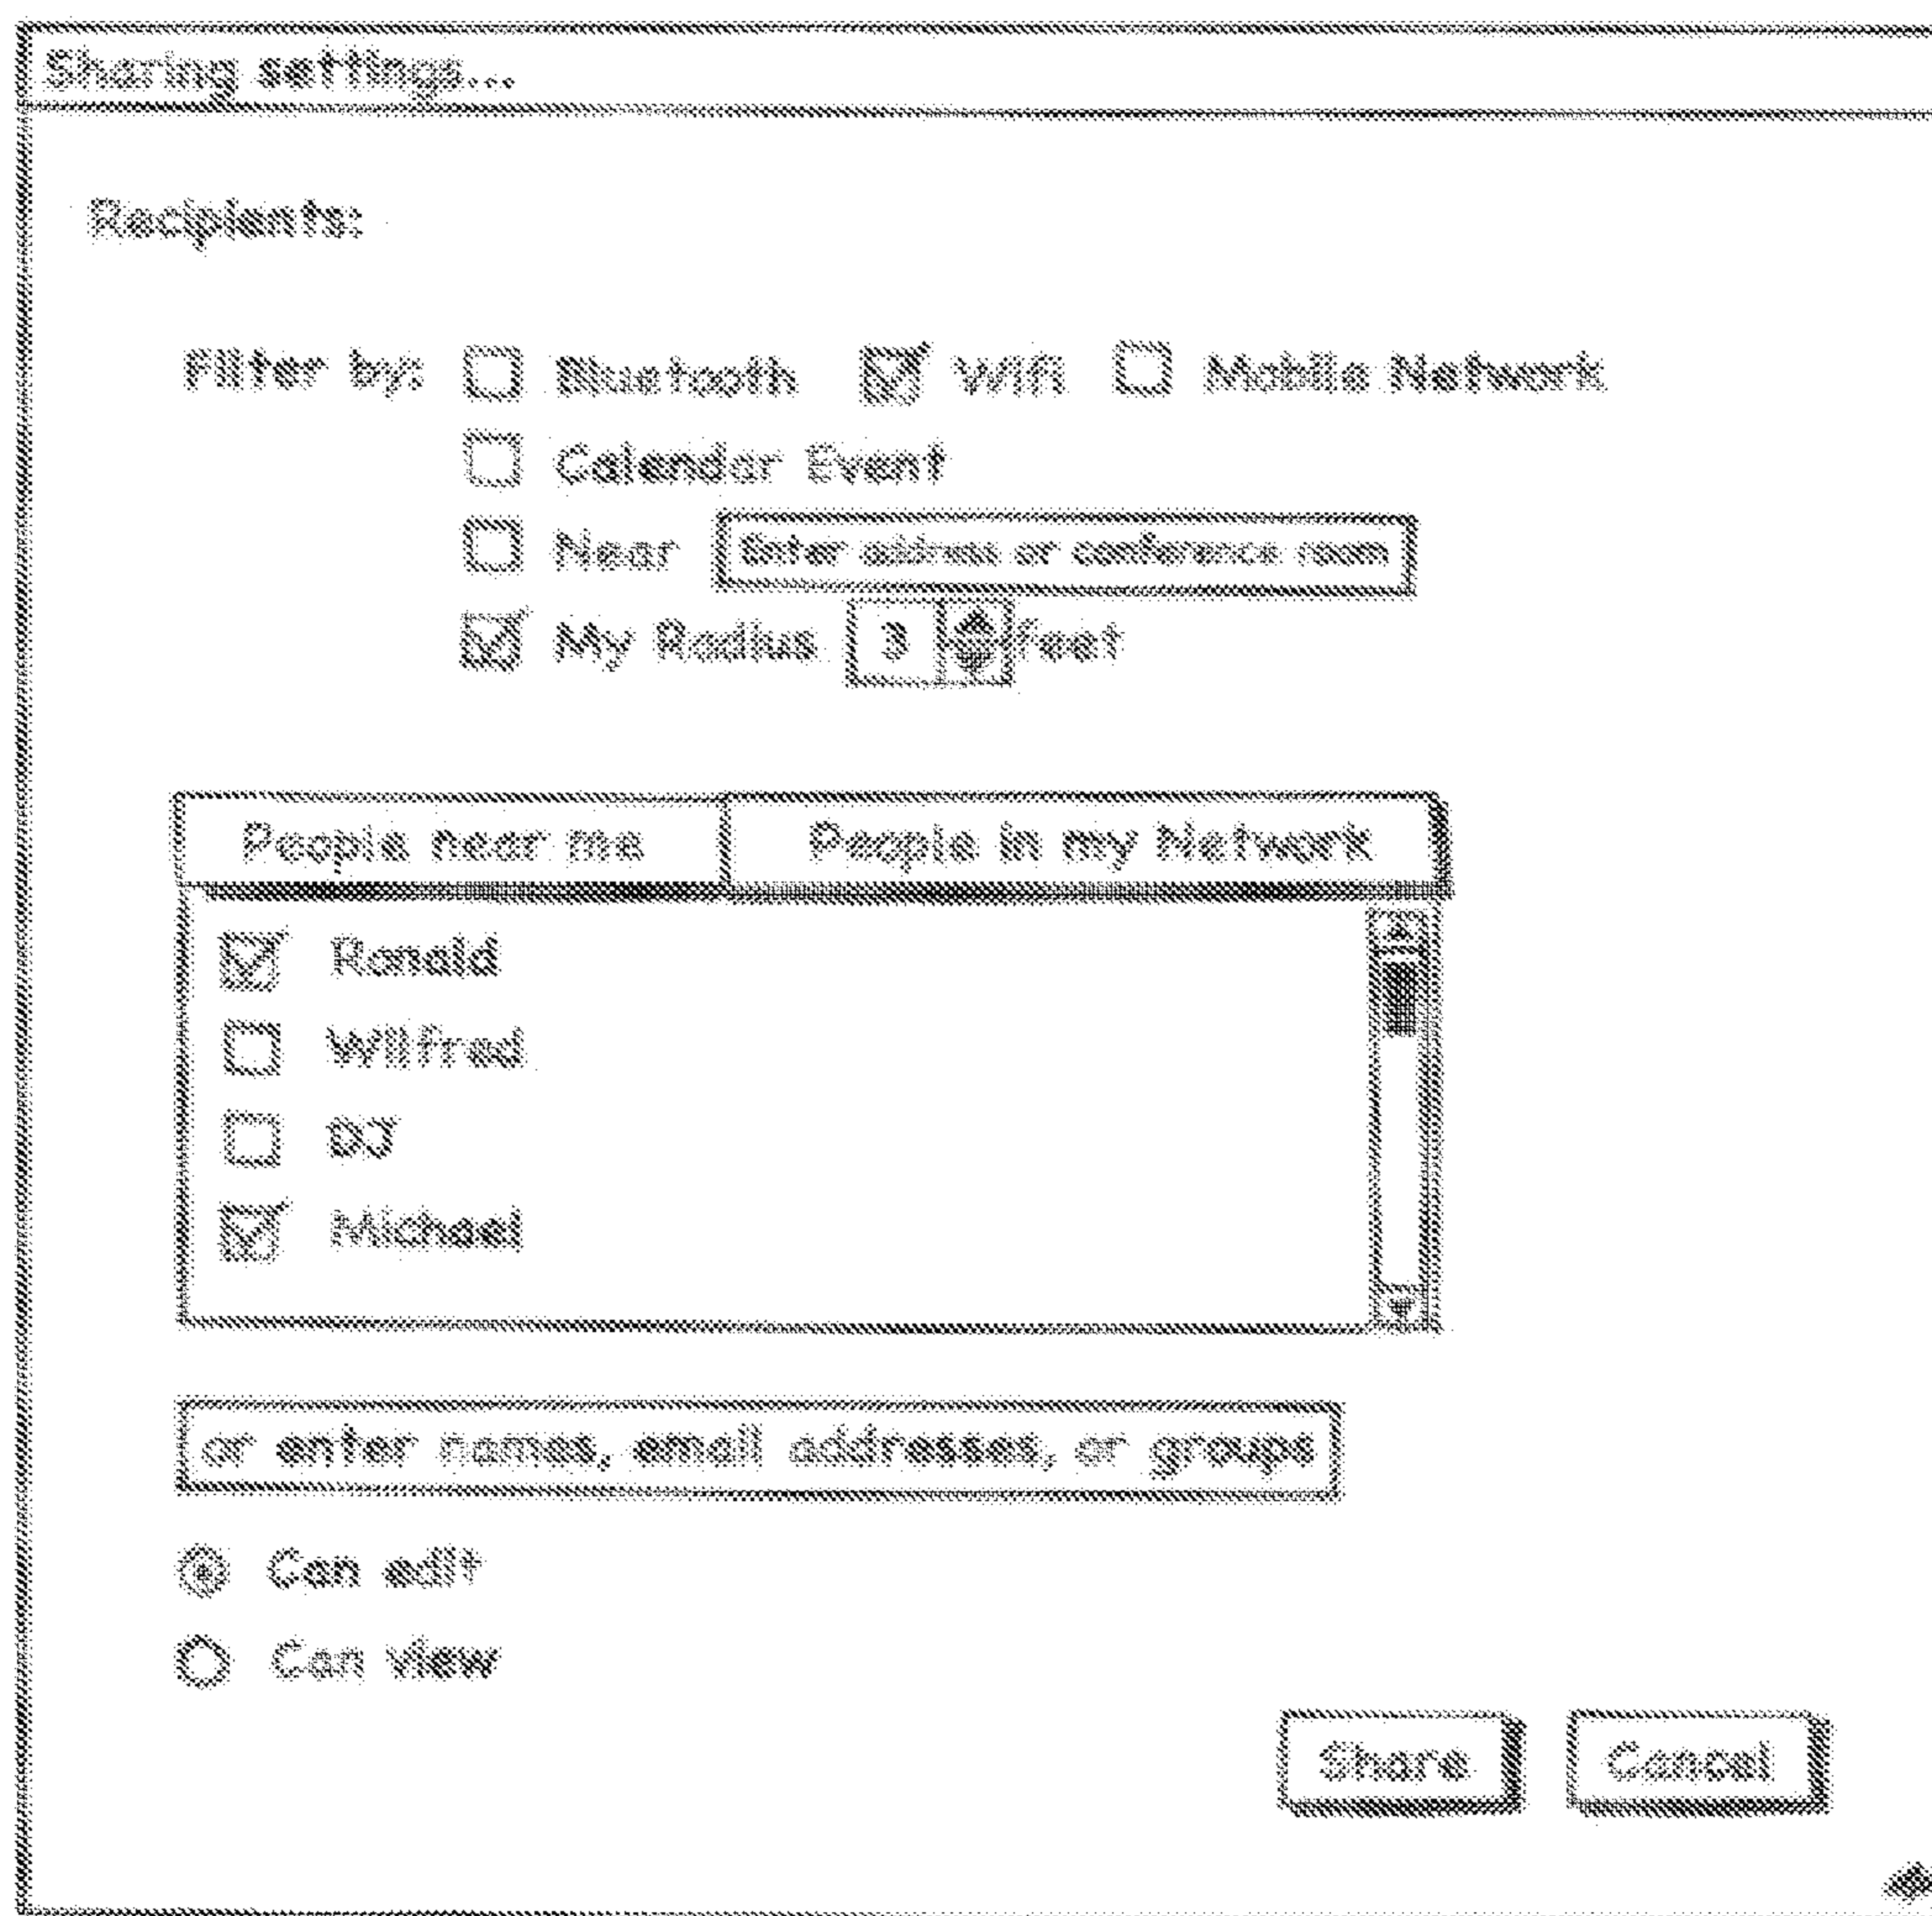 Sharing settings...
Recipients:
Filter by: Bluetooth Wifi Mobile Network
Calendar Event
Near Enter address or conference room
My Radius 3 feet
People near me People in my Network
Ronald
Wilfred
DJ
Michael
or enter names, email addresses, or groups
Can edit
Can view
Share Cancel